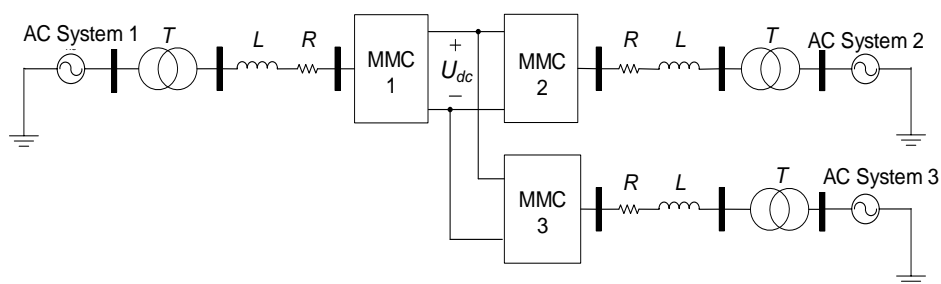 AC System 1
T
L
R
MMC
1
+
Udc
−
MMC
2
R
L
T
AC System 2
MMC
3
R
L
T
AC System 3